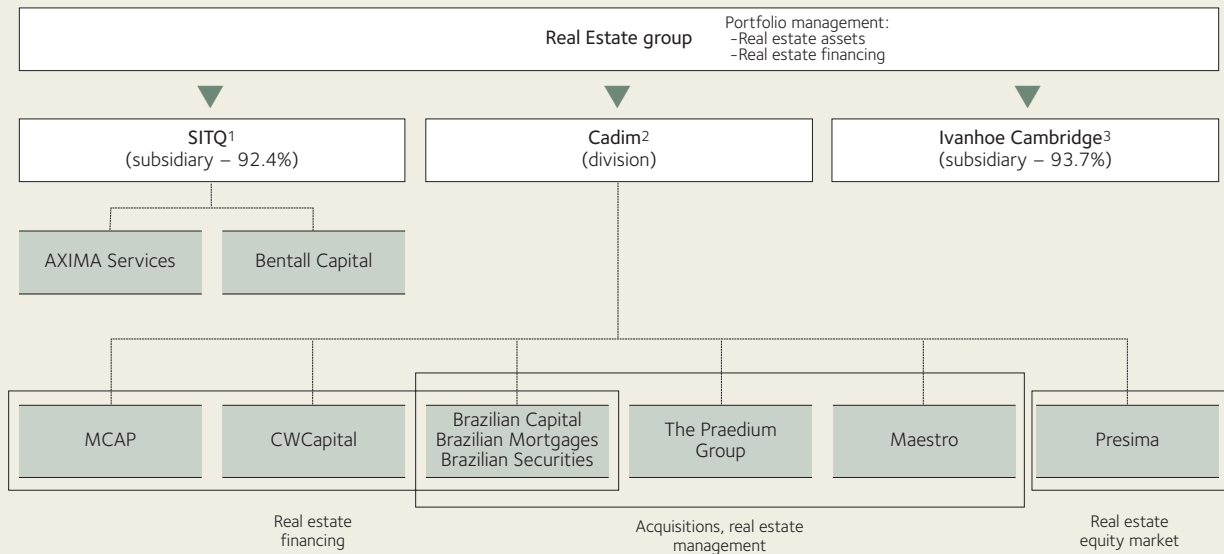 Real Estate group
Portfolio management:
-Real estate assets
-Real estate financing
SITQ1
(subsidiary – 92.4%)
Cadim2
(division)
Ivanhoe Cambridge3
(subsidiary – 93.7%)
AXIMA Services
Bentall Capital
MCAP
CWCapital
Brazilian Capital
Brazilian Mortgages
Brazilian Securities
The Praedium
Group
Maestro
Presima
Real estate
financing
Acquisitions, real estate
management
Real estate
equity market